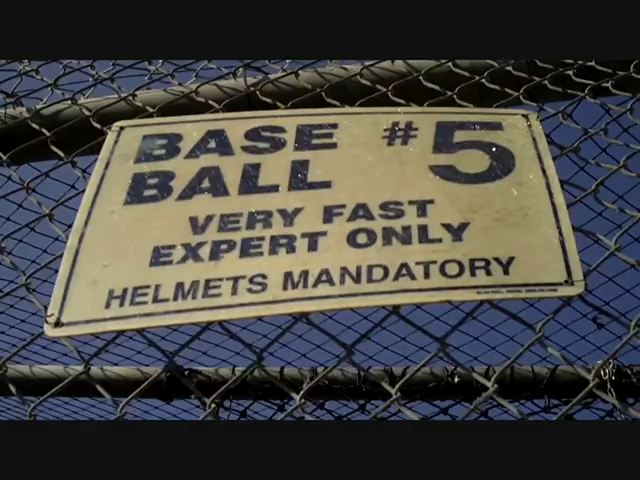 BASE # 5
BALL
VERY FAST
EXPERT ONLY
HELMETS MANDATORY